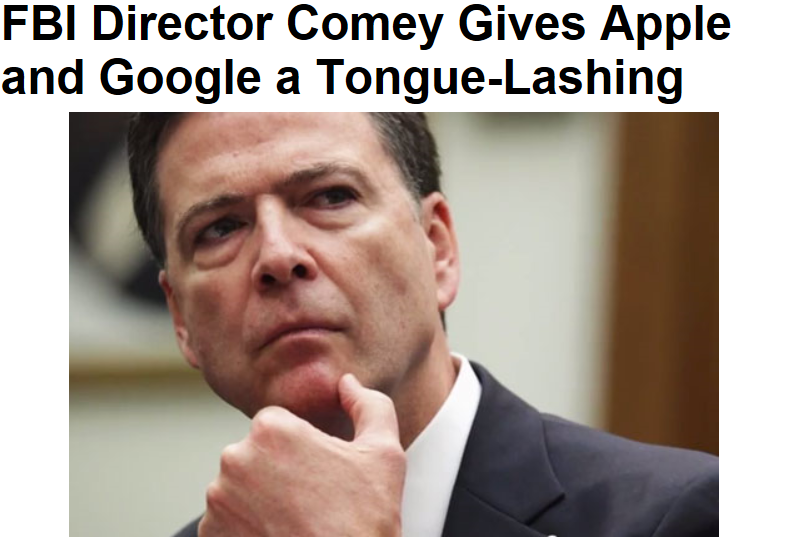 FBI Director Comey Gives Apple
and Google a Tongue-Lashing